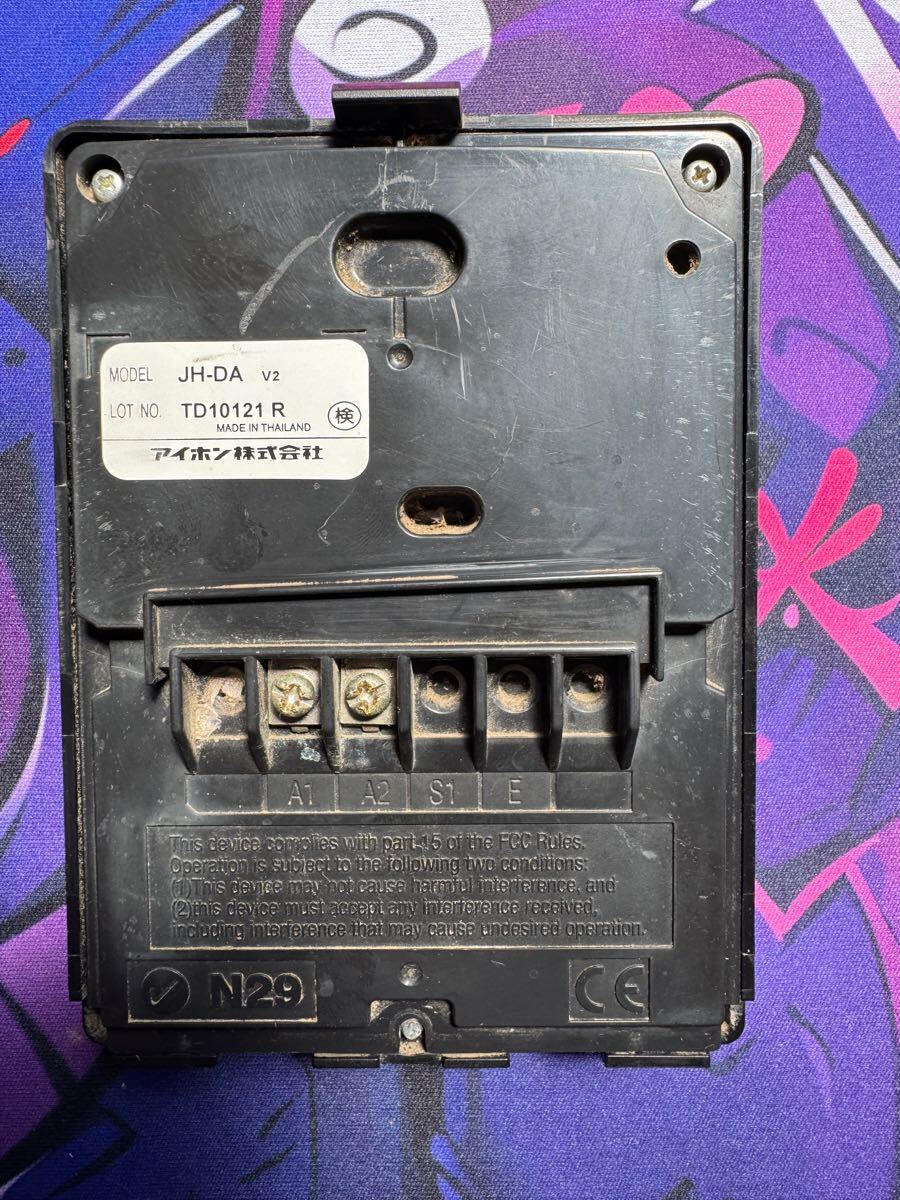 MODEL JH-DA V2
LOT NO. TD10121 R
MADE IN THAILAND
検
アイホン株式会社
A1 A2 S1 E
This device complies with part 15 of the FCC Rules.
Operation is subject to the following two conditions:
(1)This device may not cause harmful interference, and
(2)this device must accept any interference received,
including interference that may cause undesired operation.
N29
CE